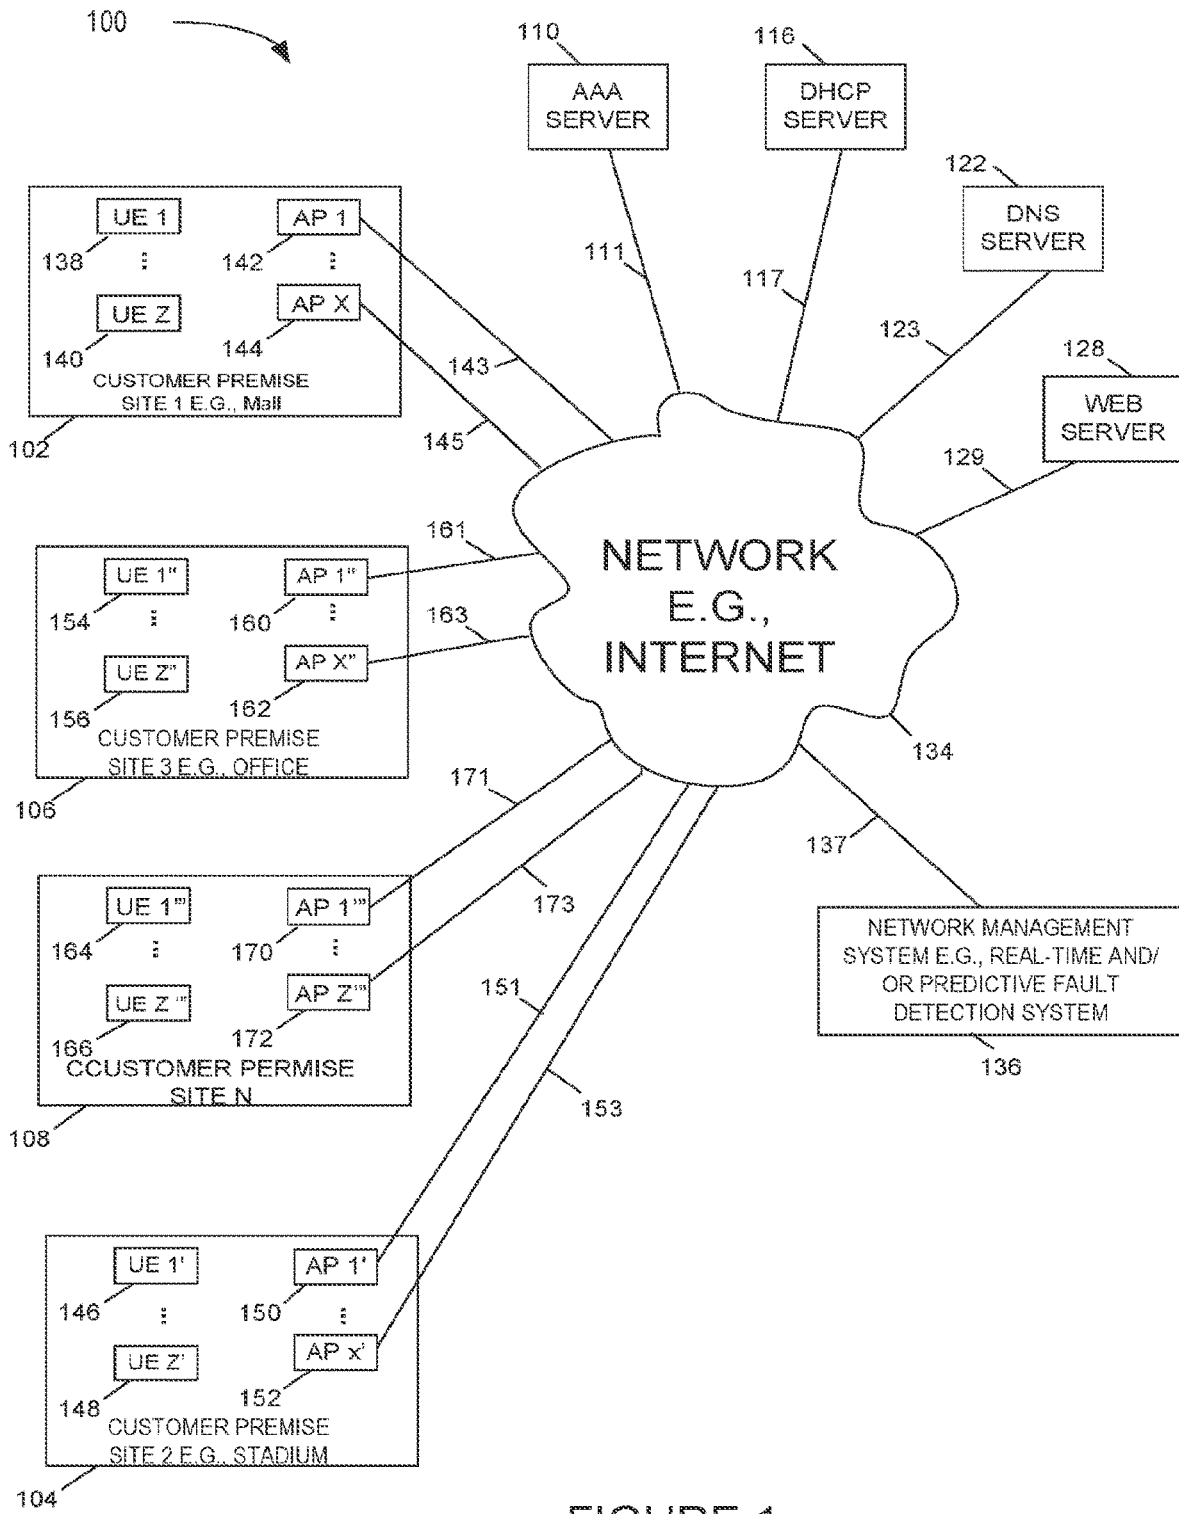 100
110
116
AAA
SERVER
DHCP
SERVER
122
DNS
SERVER
111
117
123
128
WEB
SERVER
129
UE 1
AP 1
138
142
UE Z
AP X
140
144
CUSTOMER PREMISE
SITE 1 E.G., Mall
102
143
145
NETWORK
E.G.,
INTERNET
134
161
163
UE 1"
AP 1"
154
160
UE Z"
AP X"
156
162
CUSTOMER PREMISE
SITE 3 E.G., OFFICE
106
171
173
137
UE 1'''
AP 1'''
164
170
UE Z '''
AP Z''''
166
172
CCUSTOMER PERMISE
SITE N
108
151
153
NETWORK MANAGEMENT
SYSTEM E.G., REAL-TIME AND/
OR PREDICTIVE FAULT
DETECTION SYSTEM
136
UE 1'
AP 1'
146
150
UE Z'
AP x'
148
152
CUSTOMER PREMISE
SITE 2 E.G., STADIUM
104
FIGURE 1